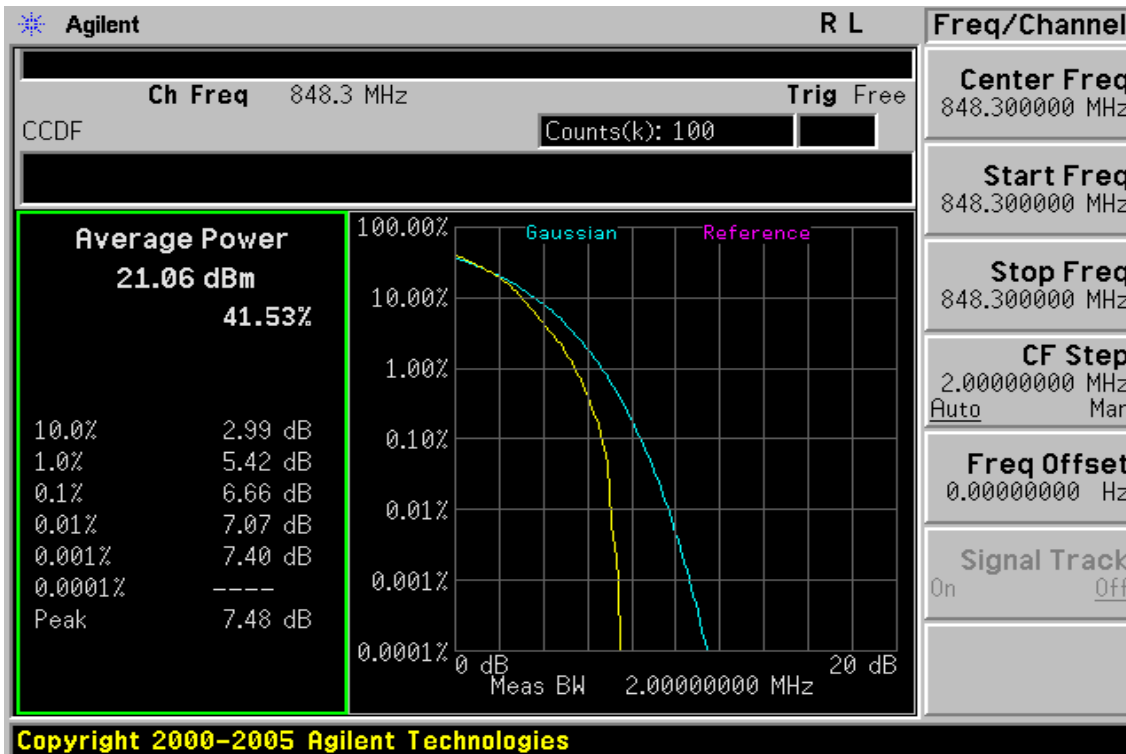 Agilent R L Freq/Channel
Ch Freq 848.3 MHz Trig Free
CCDF Counts(k): 100
Average Power
21.06 dBm
41.53%
10.0% 2.99 dB
1.0% 5.42 dB
0.1% 6.66 dB
0.01% 7.07 dB
0.001% 7.40 dB
0.0001% ----
Peak 7.48 dB
100.00%
Gaussian Reference
10.00%
1.00%
0.10%
0.01%
0.001%
0.0001%
0 dB 20 dB
Meas BW 2.000000000 MHz
Center Freq
848.300000 MHz
Start Freq
848.300000 MHz
Stop Freq
848.300000 MHz
CF Step
2.00000000 MHz
Auto Man
Freq Offset
0.00000000 Hz
Signal Track
On Off
Copyright 2000-2005 Agilent Technologies